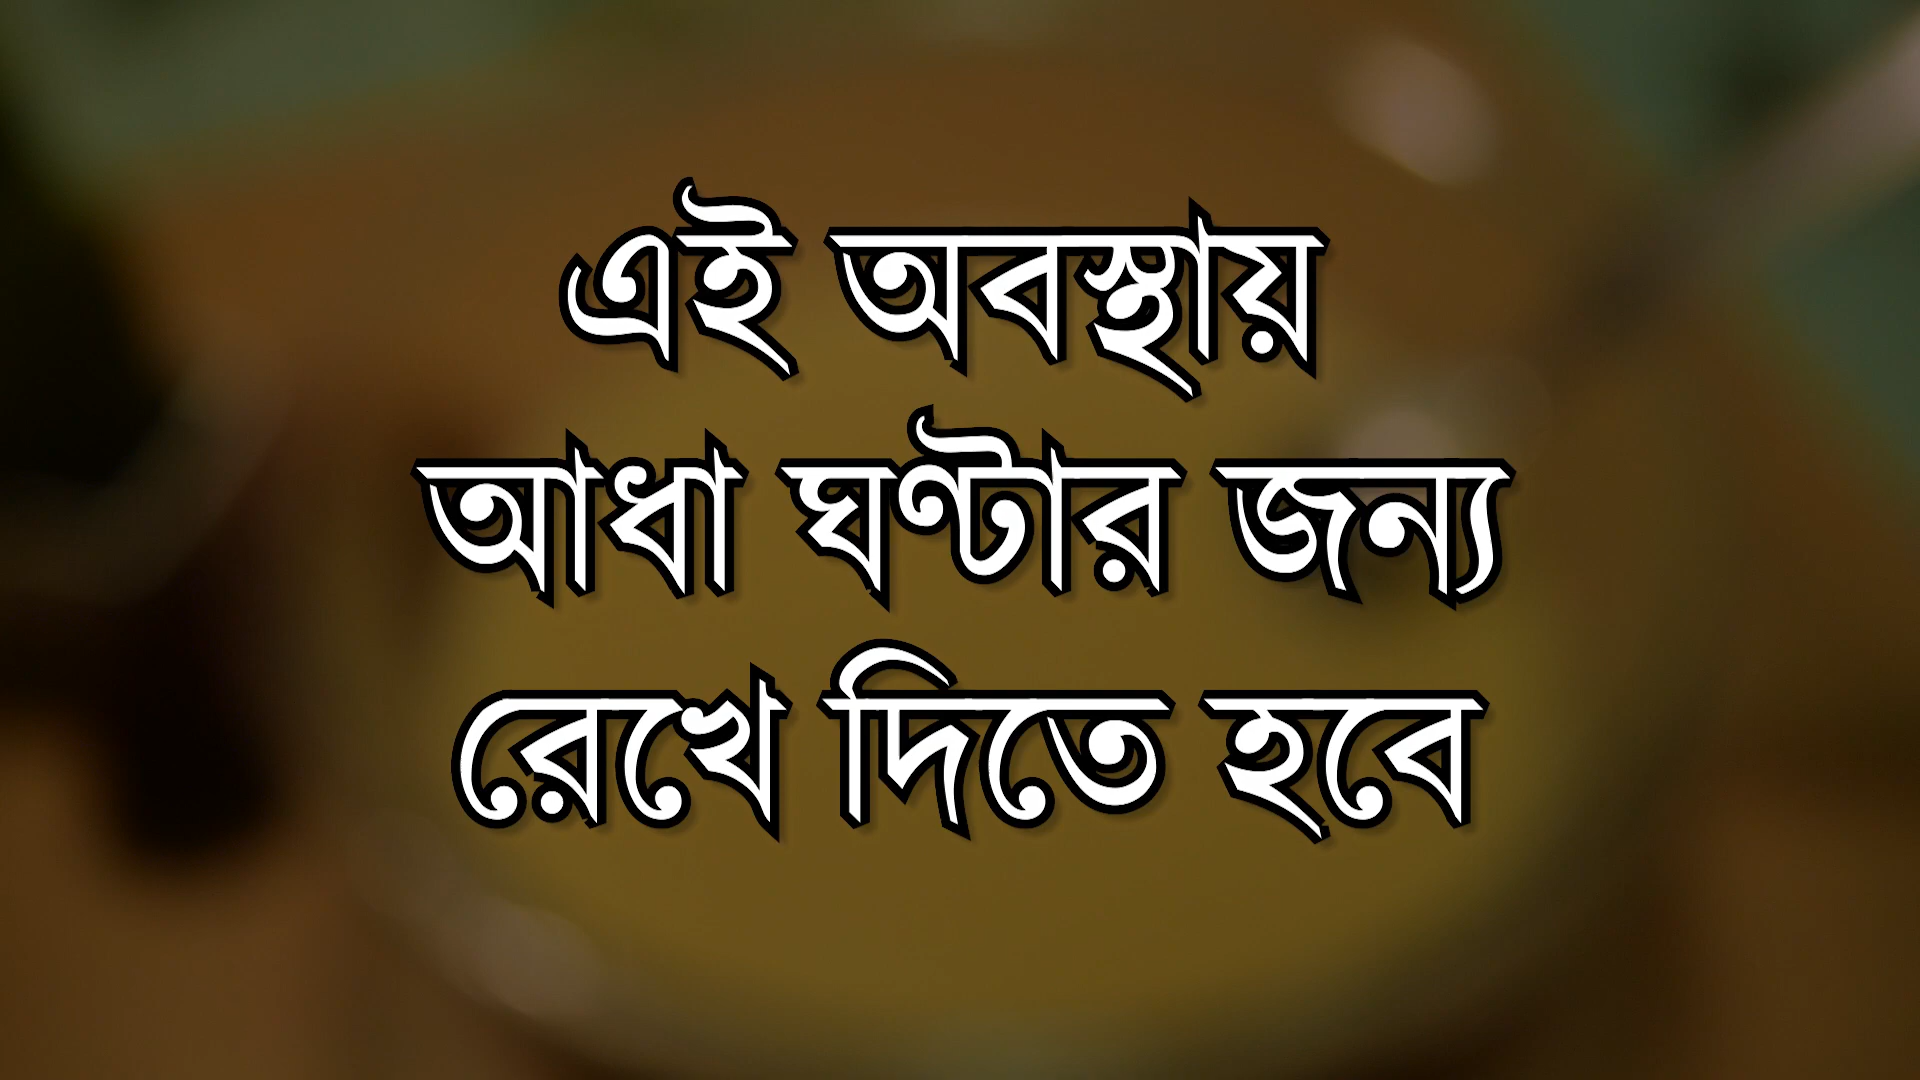 এই অবস্থায়
আধা ঘণ্টার জন্য
রেখে দিতে হবে